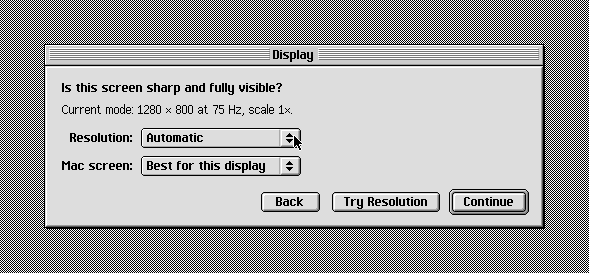 Display
Is this screen sharp and fully visible?
Current mode: 1280 × 800 at 75 Hz, scale 1×.
Resolution: Automatic
Mac screen: Best for this display
Back Try Resolution Continue